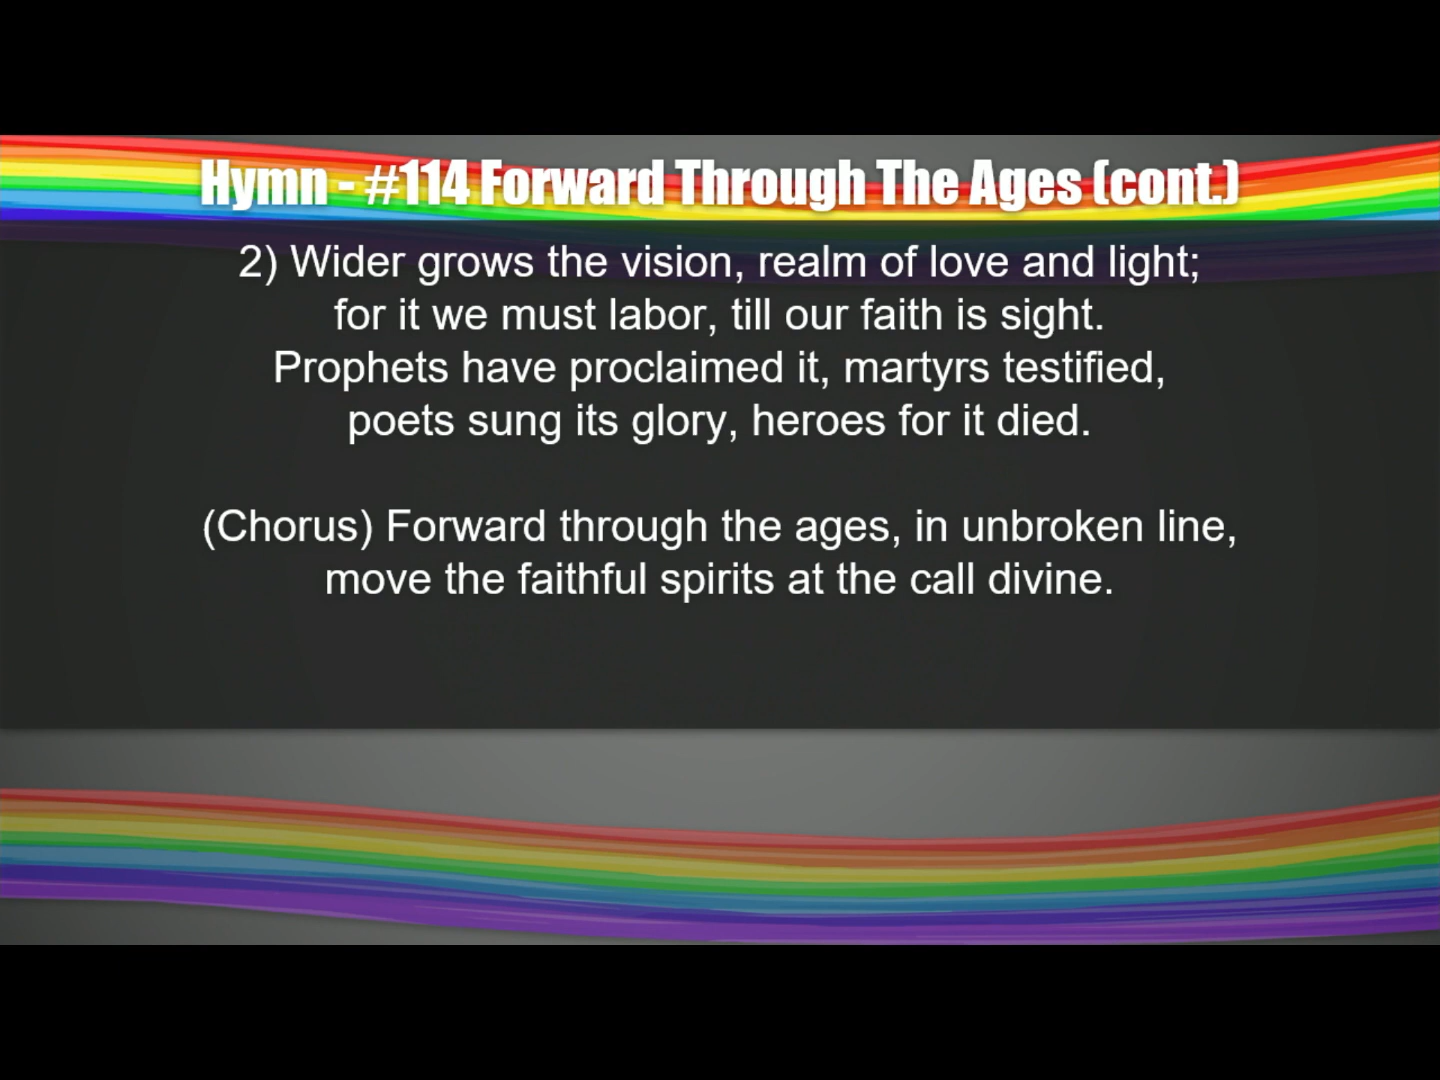 Hymn - #114 Forward Through The Ages (cont.)
2) Wider grows the vision, realm of love and light;
for it we must labor, till our faith is sight.
Prophets have proclaimed it, martyrs testified,
poets sung its glory, heroes for it died.
(Chorus) Forward through the ages, in unbroken line,
move the faithful spirits at the call divine.